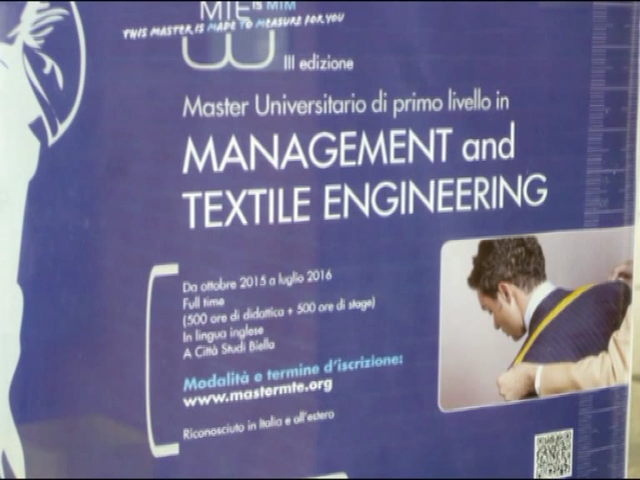 MTE IS MIM
THIS MASTER IS MADE TO MEASURE FOR YOU
III edizione
Master Universitario di primo livello in
MANAGEMENT and
TEXTILE ENGINEERING
Da ottobre 2015 a luglio 2016
Full time
(500 ore di didattica + 500 ore di stage)
In lingua inglese
A Città Studi Biella
Modalità e termine d'iscrizione:
www.mastermte.org
Riconosciuto in Italia e all'estero